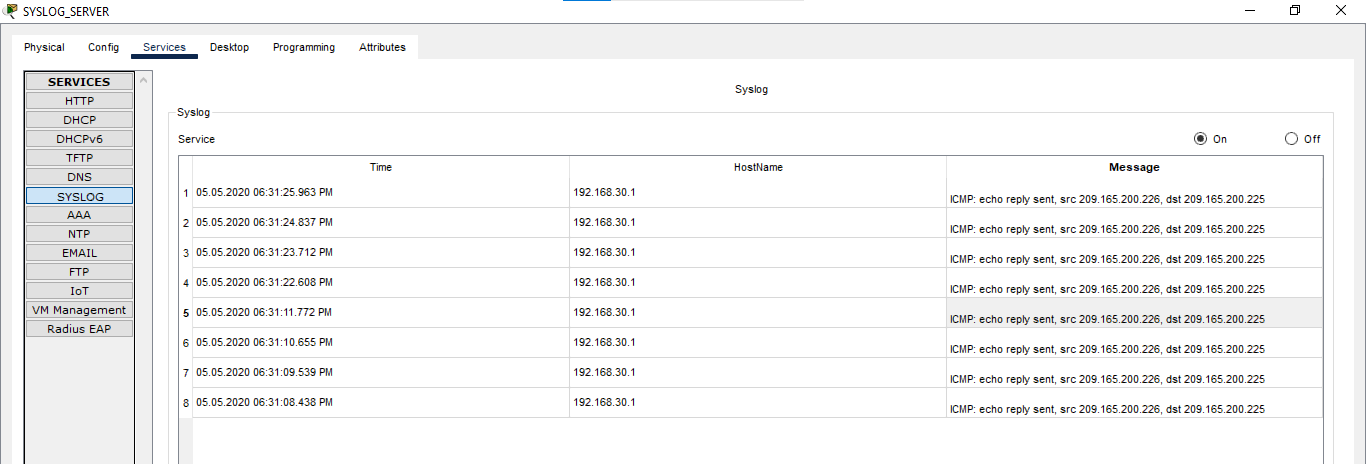 SYSLOG_SERVER
Physical Config Services Desktop Programming Attributes
SERVICES
HTTP
DHCP
DHCPv6
TFTP
DNS
SYSLOG
AAA
NTP
EMAIL
FTP
IoT
VM Management
Radius EAP
Syslog
Syslog
Service On Off
Time HostName Message
1 05.05.2020 06:31:25.963 PM 192.168.30.1 ICMP: echo reply sent, src 209.165.200.226, dst 209.165.200.225
2 05.05.2020 06:31:24.837 PM 192.168.30.1 ICMP: echo reply sent, src 209.165.200.226, dst 209.165.200.225
3 05.05.2020 06:31:23.712 PM 192.168.30.1 ICMP: echo reply sent, src 209.165.200.226, dst 209.165.200.225
4 05.05.2020 06:31:22.608 PM 192.168.30.1 ICMP: echo reply sent, src 209.165.200.226, dst 209.165.200.225
5 05.05.2020 06:31:11.772 PM 192.168.30.1 ICMP: echo reply sent, src 209.165.200.226, dst 209.165.200.225
6 05.05.2020 06:31:10.655 PM 192.168.30.1 ICMP: echo reply sent, src 209.165.200.226, dst 209.165.200.225
7 05.05.2020 06:31:09.539 PM 192.168.30.1 ICMP: echo reply sent, src 209.165.200.226, dst 209.165.200.225
8 05.05.2020 06:31:08.438 PM 192.168.30.1 ICMP: echo reply sent, src 209.165.200.226, dst 209.165.200.225